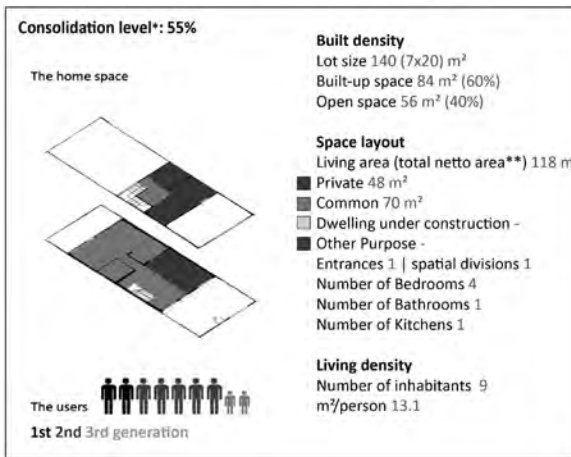 Consolidation level*: 55%
The home space
Built density
Lot size 140 (7x20) m²
Built-up space 84 m² (60%)
Open space 56 m² (40%)
Space layout
Living area (total netto area**) 118 m
Private 48 m²
Common 70 m²
Dwelling under construction -
Other Purpose -
Entrances 1 | spatial divisions 1
Number of Bedrooms 4
Number of Bathrooms 1
Number of Kitchens 1
Living density
Number of inhabitants 9
m²/person 13.1
The users
1st 2nd 3rd generation